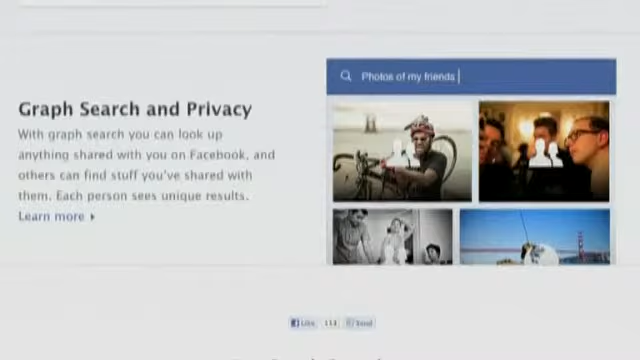 Photos of my friends
Graph Search and Privacy
With graph search you can look up
anything shared with you on Facebook, and
others can find stuff you've shared with
them. Each person sees unique results.
Learn more
Like 113 Send